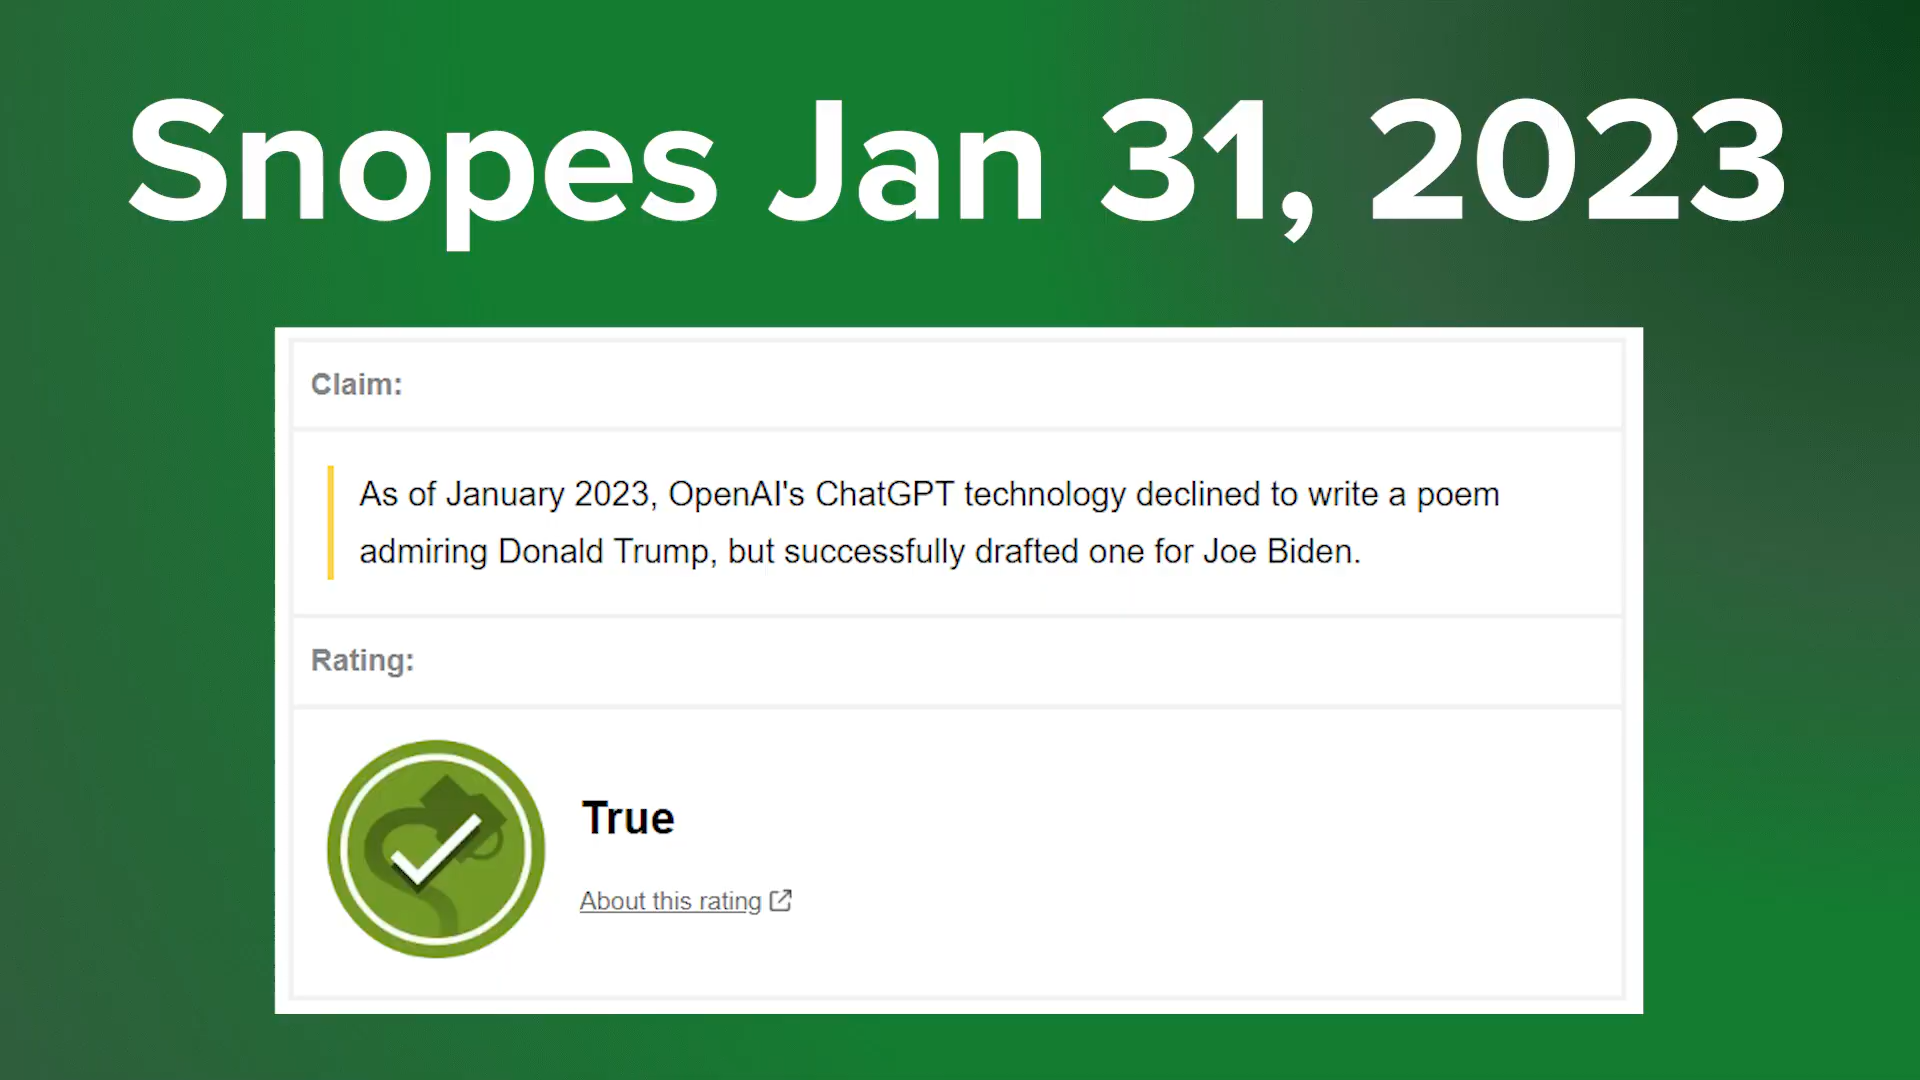 Snopes Jan 31, 2023
Claim:
As of January 2023, OpenAI's ChatGPT technology declined to write a poem
admiring Donald Trump, but successfully drafted one for Joe Biden.
Rating:
True
About this rating